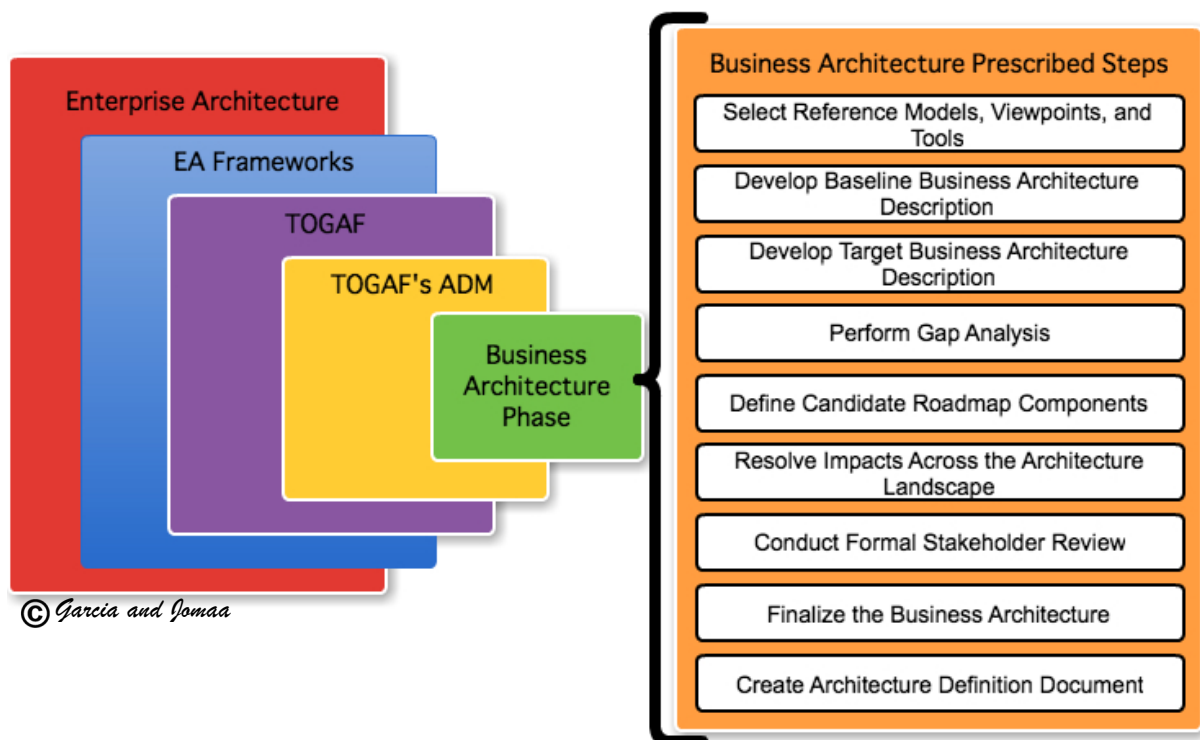 Enterprise Architecture
EA Frameworks
TOGAF
TOGAF's ADM
Business
Architecture
Phase
© Garcia and Jomaa
Business Architecture Prescribed Steps
Select Reference Models, Viewpoints, and
Tools
Develop Baseline Business Architecture
Description
Develop Target Business Architecture
Description
Perform Gap Analysis
Define Candidate Roadmap Components
Resolve Impacts Across the Architecture
Landscape
Conduct Formal Stakeholder Review
Finalize the Business Architecture
Create Architecture Definition Document